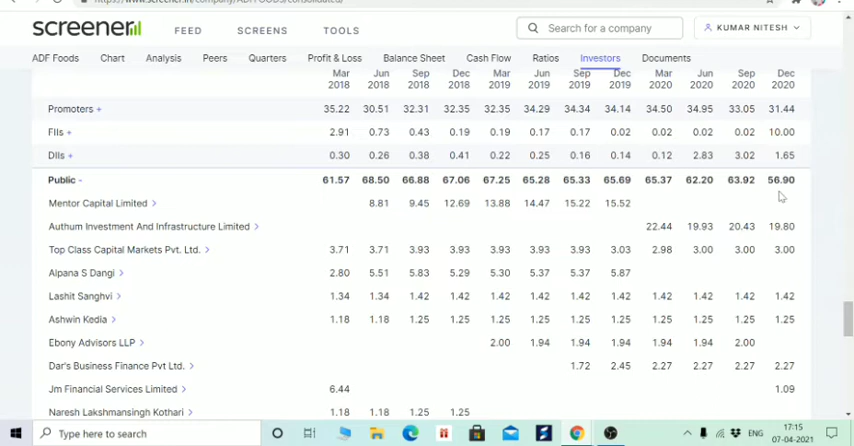 https://www.screener.in/company/ADFFOODS/consolidated/
screener
FEED SCREENS TOOLS
Search for a company
KUMAR NITESH
ADF Foods Chart Analysis Peers Quarters Profit & Loss Balance Sheet Cash Flow Ratios Investors Documents
Mar 2018 Jun 2018 Sep 2018 Dec 2018 Mar 2019 Jun 2019 Sep 2019 Dec 2019 Mar 2020 Jun 2020 Sep 2020 Dec 2020
Promoters + 35.22 30.51 32.31 32.35 32.35 34.29 34.34 34.14 34.50 34.95 33.05 31.44
FIIs + 2.91 0.73 0.43 0.19 0.19 0.17 0.17 0.02 0.02 0.02 0.02 10.00
DIIs + 0.30 0.26 0.38 0.41 0.22 0.25 0.16 0.14 0.12 2.83 3.02 1.65
Public - 61.57 68.50 66.88 67.06 67.25 65.28 65.33 65.69 65.37 62.20 63.92 56.90
Mentor Capital Limited > 8.81 9.45 12.69 13.88 14.47 15.22 15.52
Authum Investment And Infrastructure Limited > 22.44 19.93 20.43 19.80
Top Class Capital Markets Pvt. Ltd. > 3.71 3.71 3.93 3.93 3.93 3.93 3.93 3.03 2.98 3.00 3.00 3.00
Alpana S Dangi > 2.80 5.51 5.83 5.29 5.30 5.37 5.37 5.87
Lashit Sanghvi > 1.34 1.34 1.42 1.42 1.42 1.42 1.42 1.42 1.42 1.42 1.42 1.42
Ashwin Kedia > 1.18 1.18 1.25 1.25 1.25 1.25 1.25 1.25 1.25 1.25 1.25 1.25
Ebony Advisors LLP > 2.00 1.94 1.94 1.94 1.94 1.94 2.00
Dar's Business Finance Pvt Ltd. > 1.72 2.45 2.27 2.27 2.27 2.27
Jm Financial Services Limited > 6.44 1.09
Naresh Lakshmansingh Kothari > 1.18 1.18 1.25 1.25
Type here to search
ENG
17:15
07-04-2021